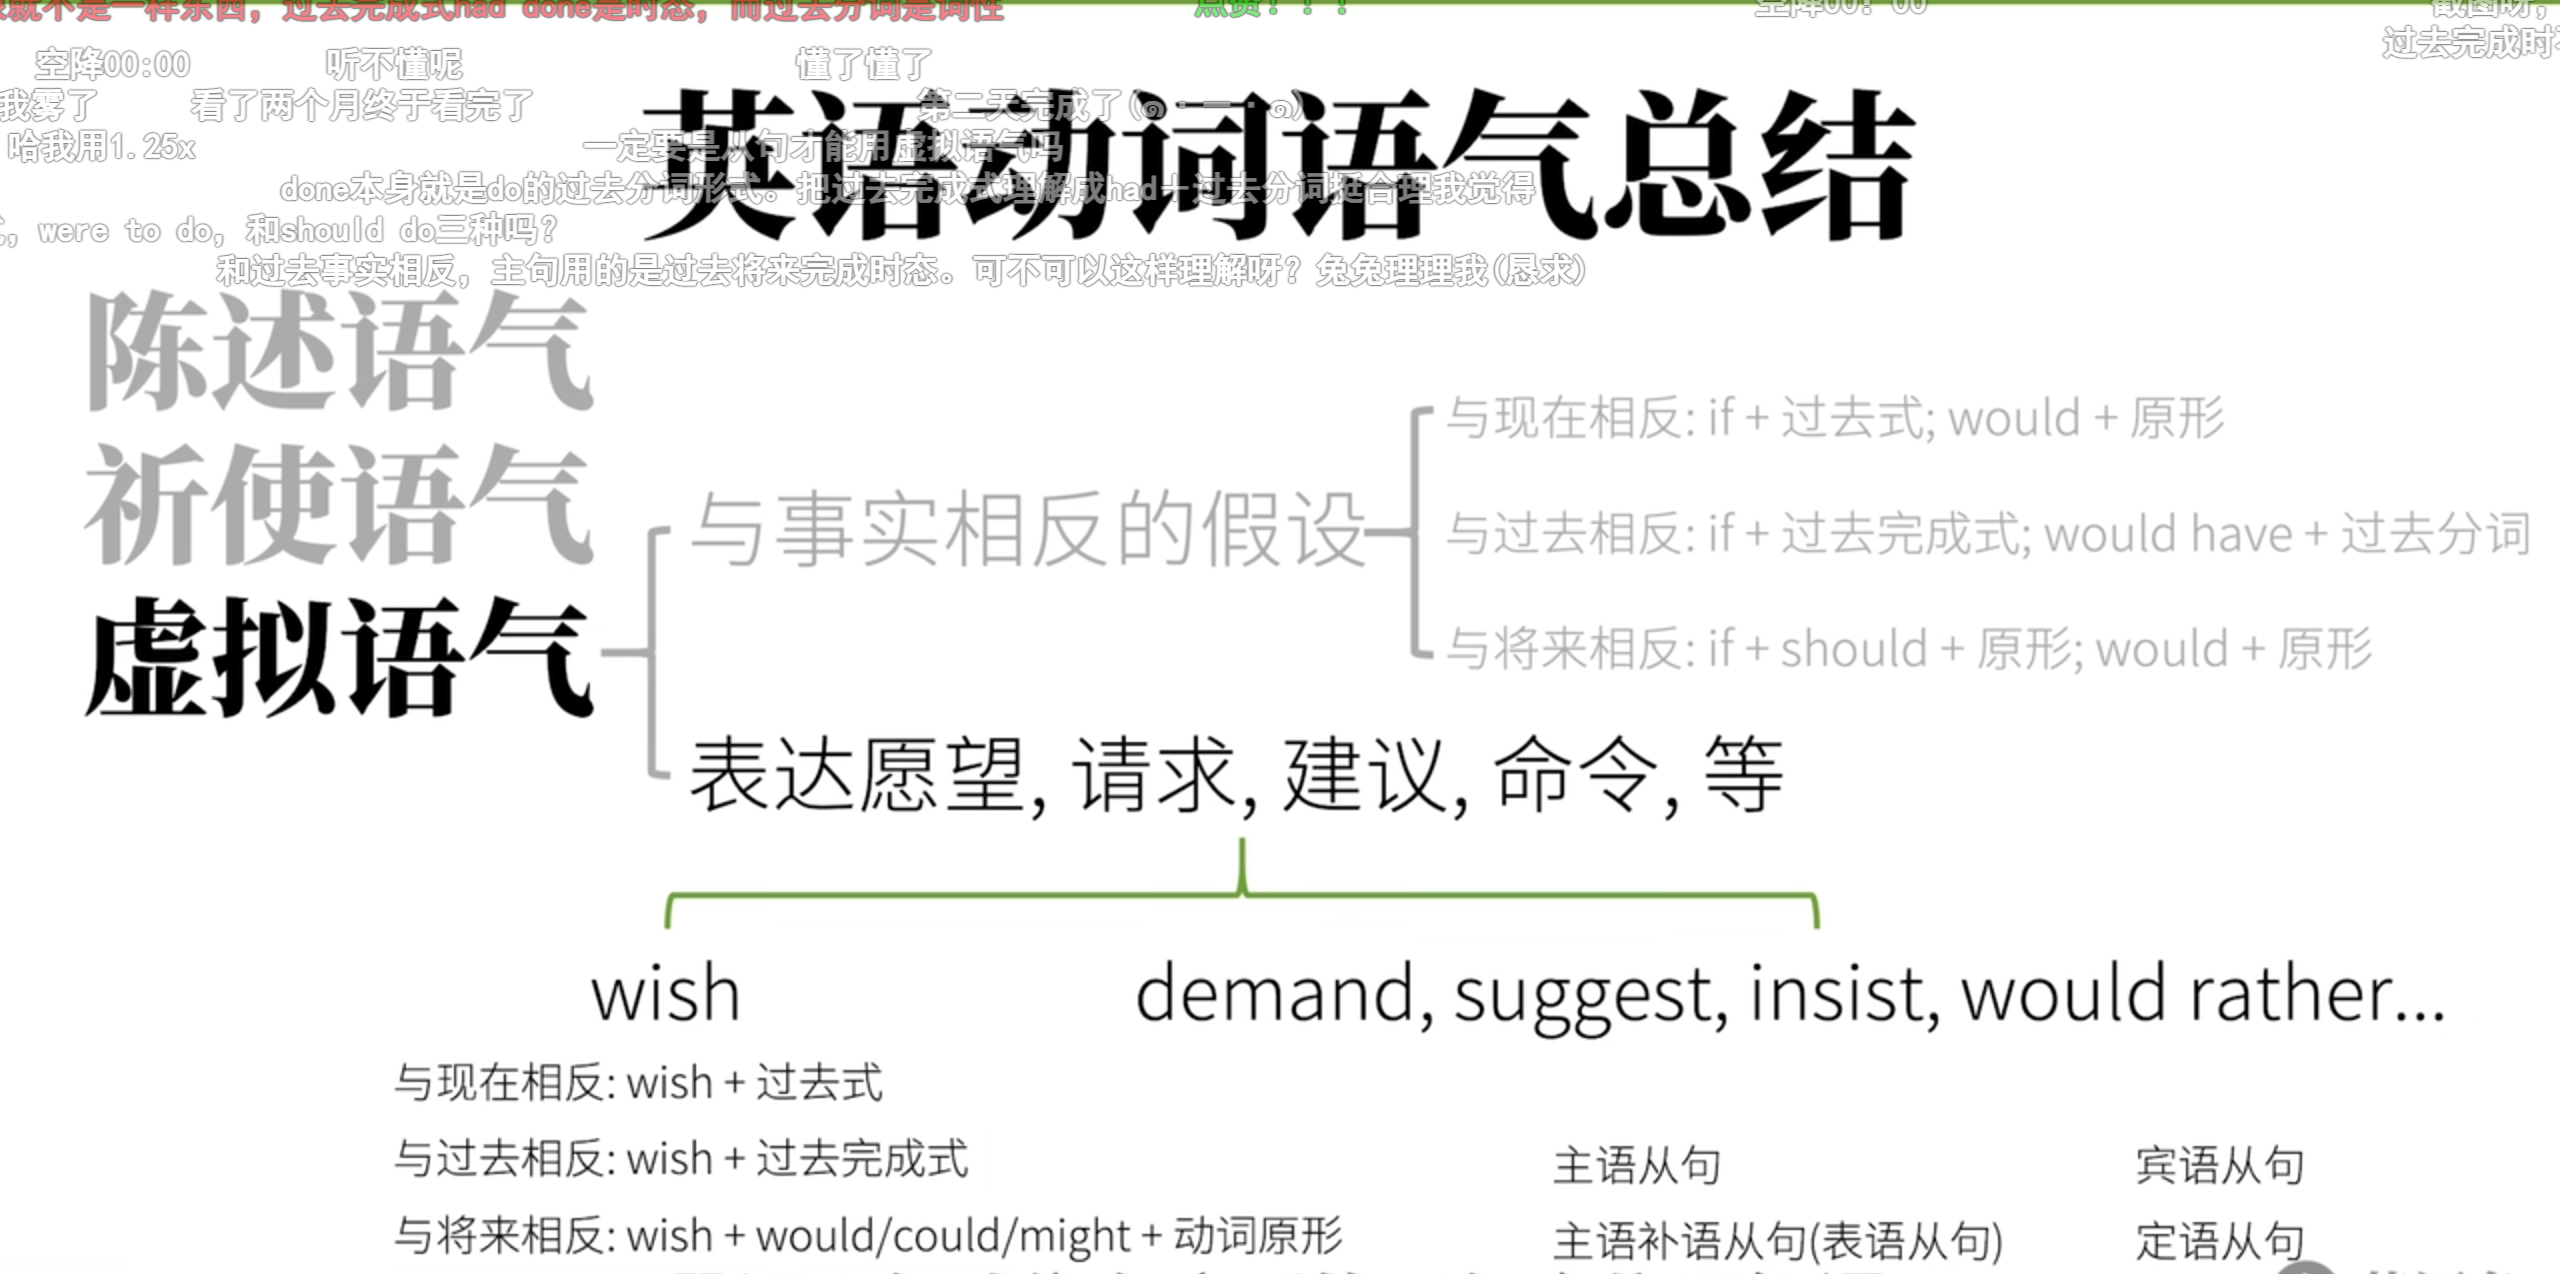 就不是一样东西，过去完成式had done是时态，而过去分词是词性
点赞！！！
空降00：00
截图呀，
过去完成时
空降00:00
听不懂呢
懂了懂了
我雾了
看了两个月终于看完了
第二天完成了
哈我用1.25x
一定要是从句才能用虚拟语气吗
英语动词语气总结
done本身就是do的过去分词形式。把过去完成式理解成had+过去分词挺合理我觉得
，were to do，和should do三种吗？
和过去事实相反，主句用的是过去将来完成时态。可不可以这样理解呀？兔兔理理我(恳求)
陈述语气
祈使语气
虚拟语气
与事实相反的假设
与现在相反: if + 过去式; would + 原形
与过去相反: if + 过去完成式; would have + 过去分词
与将来相反: if + should + 原形; would + 原形
表达愿望, 请求, 建议, 命令, 等
wish
demand, suggest, insist, would rather...
与现在相反: wish + 过去式
与过去相反: wish + 过去完成式
与将来相反: wish + would/could/might + 动词原形
主语从句
宾语从句
主语补语从句(表语从句)
定语从句